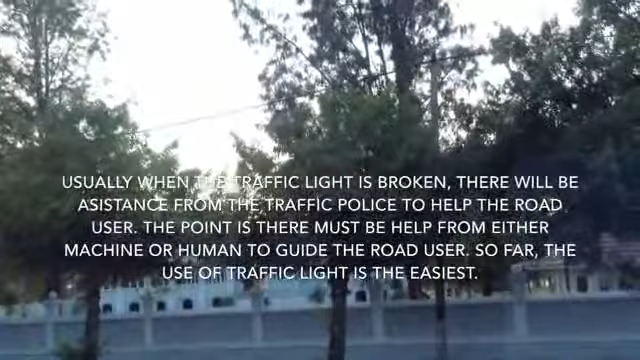 USUALLY WHEN THE TRAFFIC LIGHT IS BROKEN, THERE WILL BE
ASISTANCE FROM THE TRAFFIC POLICE TO HELP THE ROAD
USER. THE POINT IS THERE MUST BE HELP FROM EITHER
MACHINE OR HUMAN TO GUIDE THE ROAD USER. SO FAR, THE
USE OF TRAFFIC LIGHT IS THE EASIEST.